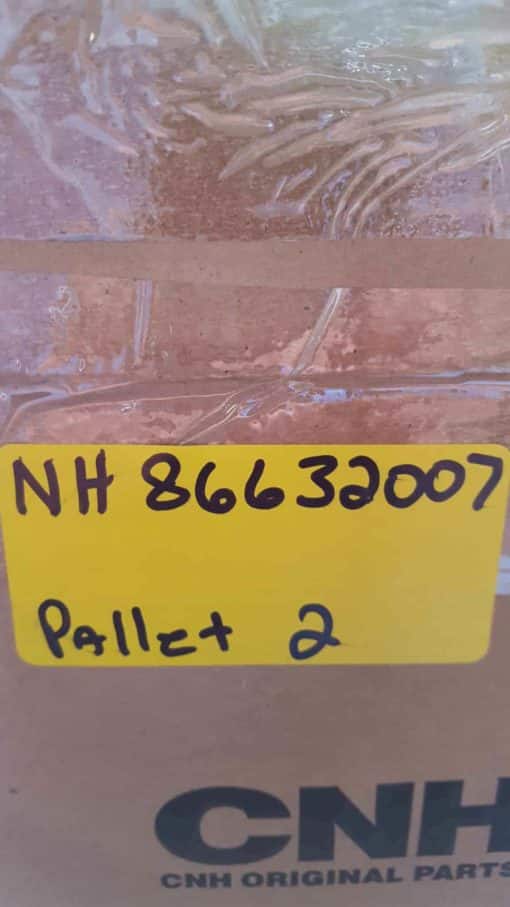 NH 86632007
Pallet 2
CNH
CNH ORIGINAL PARTS